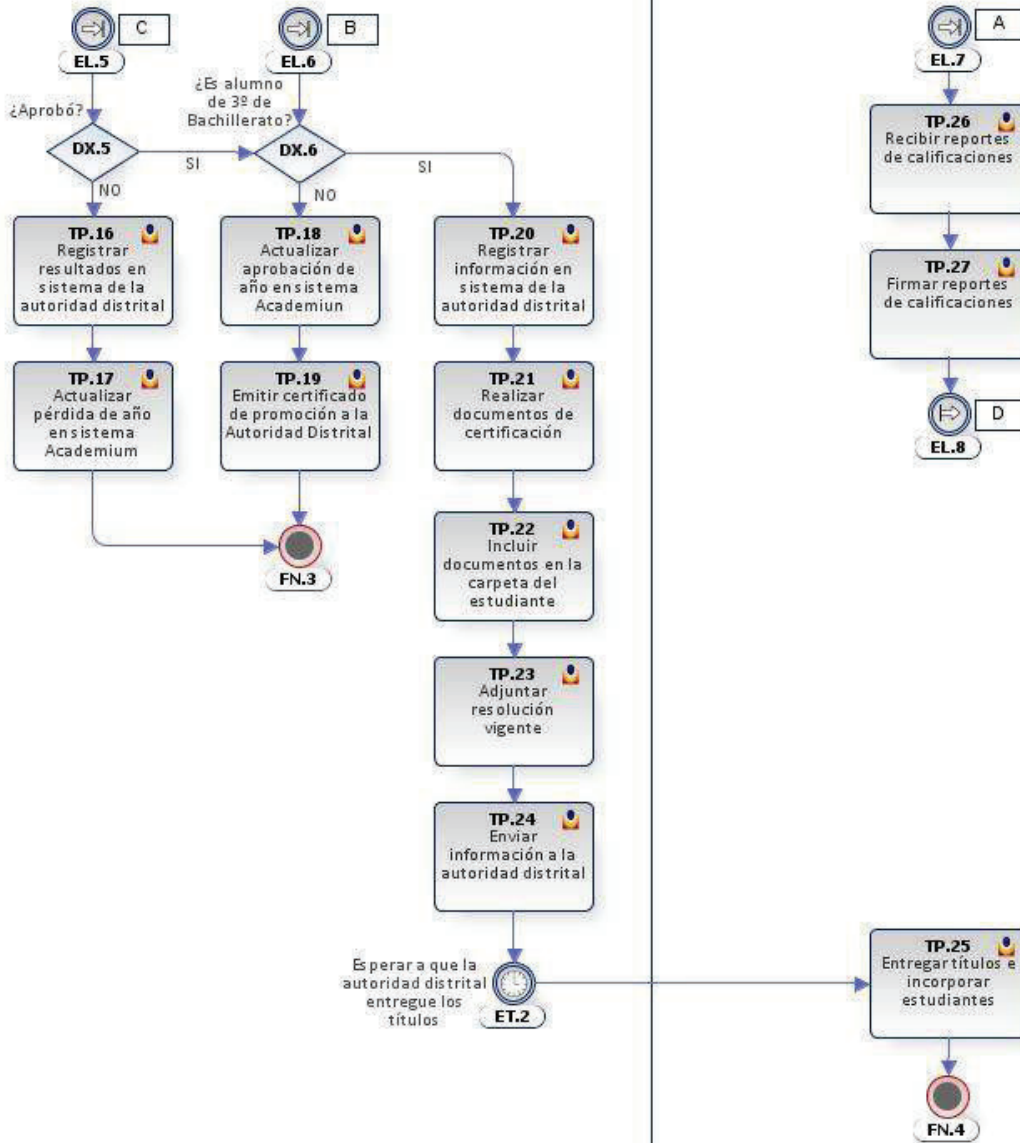 C
EL.5
B
EL.6
A
EL.7
¿Aprobó?
DX.5
SI
NO
¿Es alumno
de 3º de
Bachillerato?
DX.6
SI
NO
TP.16
Registrar
resultados en
sistema de la
autoridad distrital
TP.18
Actualizar
aprobación de
año en sistema
Academiun
TP.20
Registrar
información en
sistema de la
autoridad distrital
TP.17
Actualizar
pérdida de año
en sistema
Academium
TP.19
Emitir certificado
de promoción a la
Autoridad Distrital
TP.21
Realizar
documentos de
certificación
FN.3
TP.22
Incluir
documentos en la
carpeta del
estudiante
TP.23
Adjuntar
resolución
vigente
TP.24
Enviar
información a la
autoridad distrital
Esperar a que la
autoridad distrital
entregue los
títulos
ET.2
TP.26
Recibir reportes
de calificaciones
TP.27
Firmar reportes
de calificaciones
D
EL.8
TP.25
Entregar títulos e
incorporar
estudiantes
FN.4